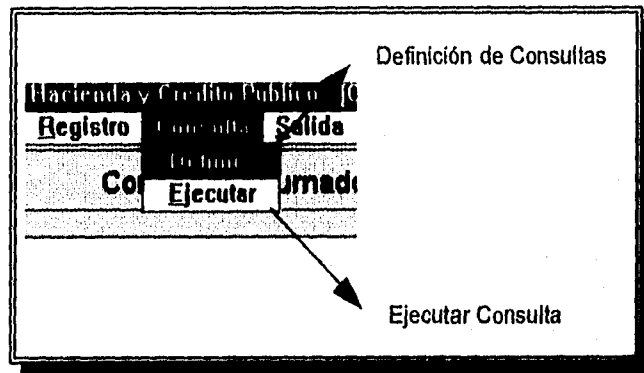 Definición de Consultas
Hacienda y Credito Publico
Registro Consulta Salida
Definir
Ejecutar
Ejecutar Consulta